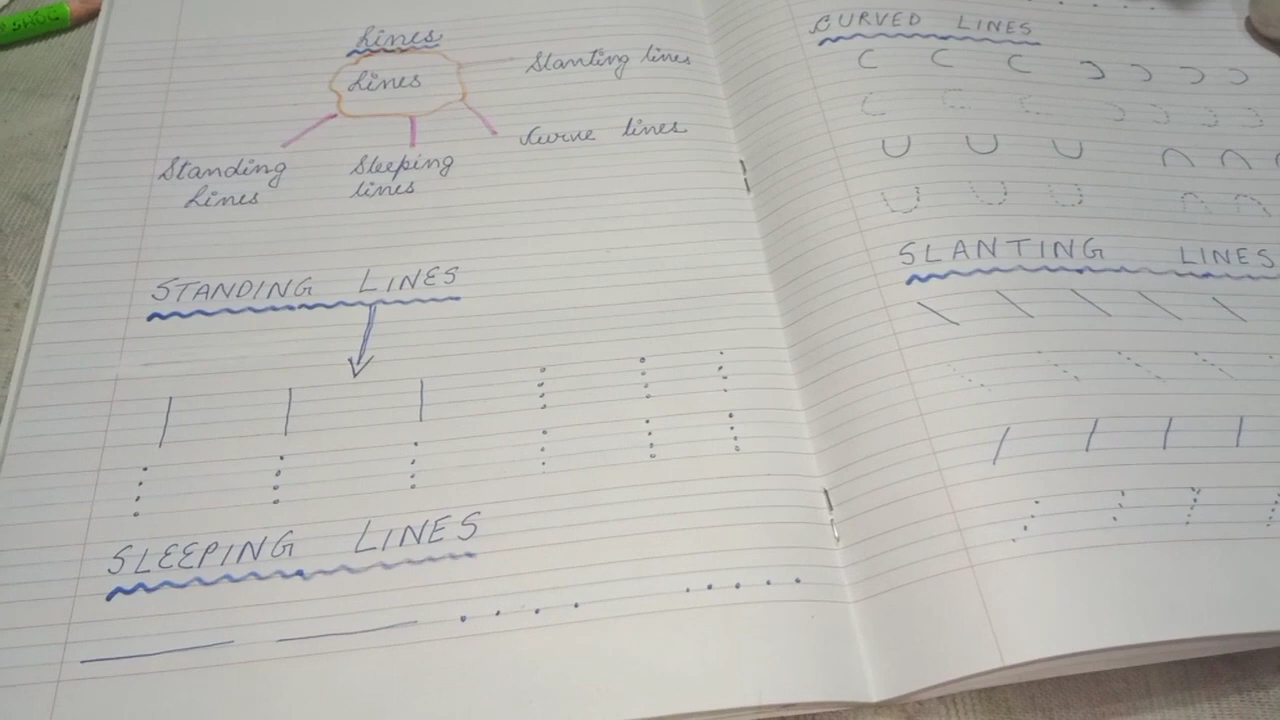 Lines
Lines
Slanting lines
Curve lines
Standing
Lines
Sleeping
lines
STANDING LINES
SLEEPING LINES
CURVED LINES
SLANTING LINES